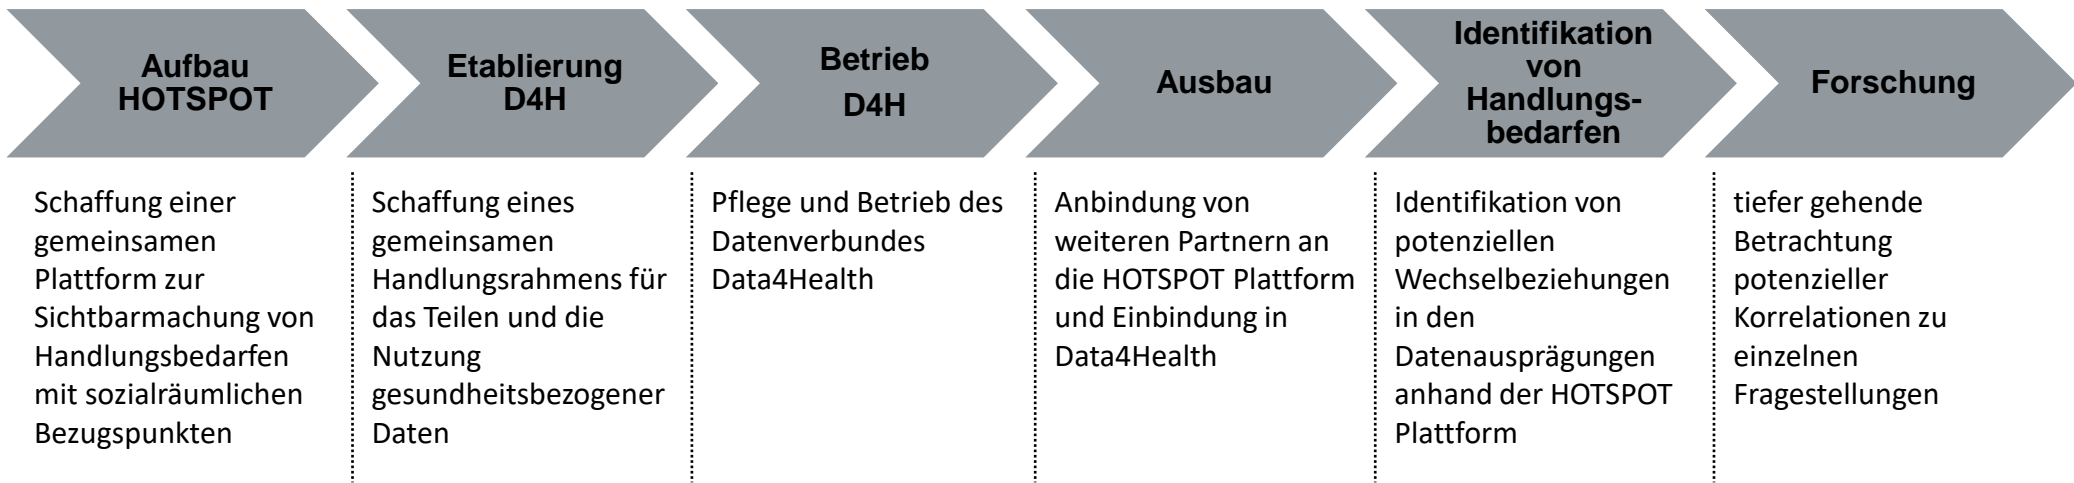 Aufbau
HOTSPOT
Etablierung
D4H
Betrieb
D4H
Ausbau
Identifikation
von
Handlungs-
bedarfen
Forschung
Schaffung einer
gemeinsamen
Plattform zur
Sichtbarmachung von
Handlungsbedarfen
mit sozialräumlichen
Bezugspunkten
Schaffung eines
gemeinsamen
Handlungsrahmens für
das Teilen und die
Nutzung
gesundheitsbezogener
Daten
Pflege und Betrieb des
Datenverbundes
Data4Health
Anbindung von
weiteren Partnern an
die HOTSPOT Plattform
und Einbindung in
Data4Health
Identifikation von
potenziellen
Wechselbeziehungen
in den
Datenausprägungen
anhand der HOTSPOT
Plattform
tiefer gehende
Betrachtung
potenzieller
Korrelationen zu
einzelnen
Fragestellungen